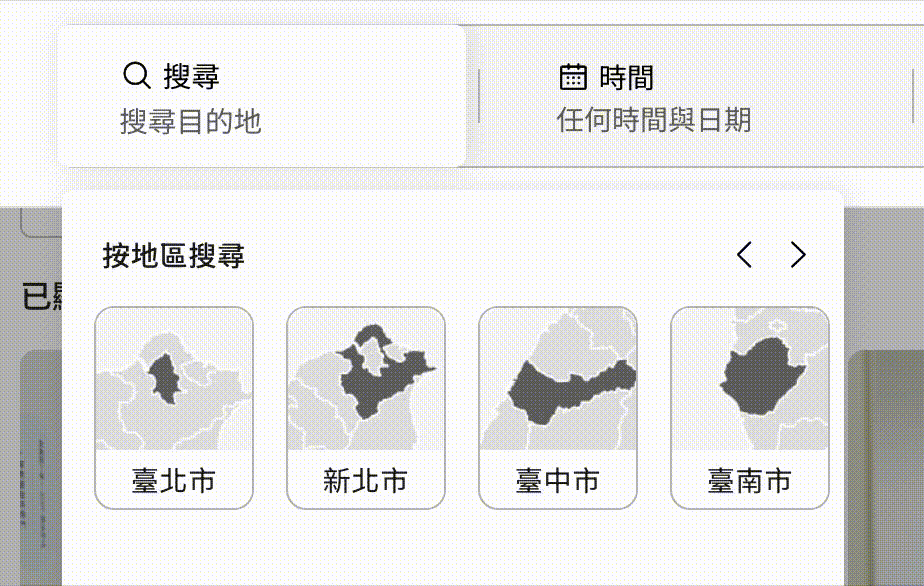 搜尋
搜尋目的地
時間
任何時間與日期
按地區搜尋
已
臺北市
新北市
臺中市
臺南市